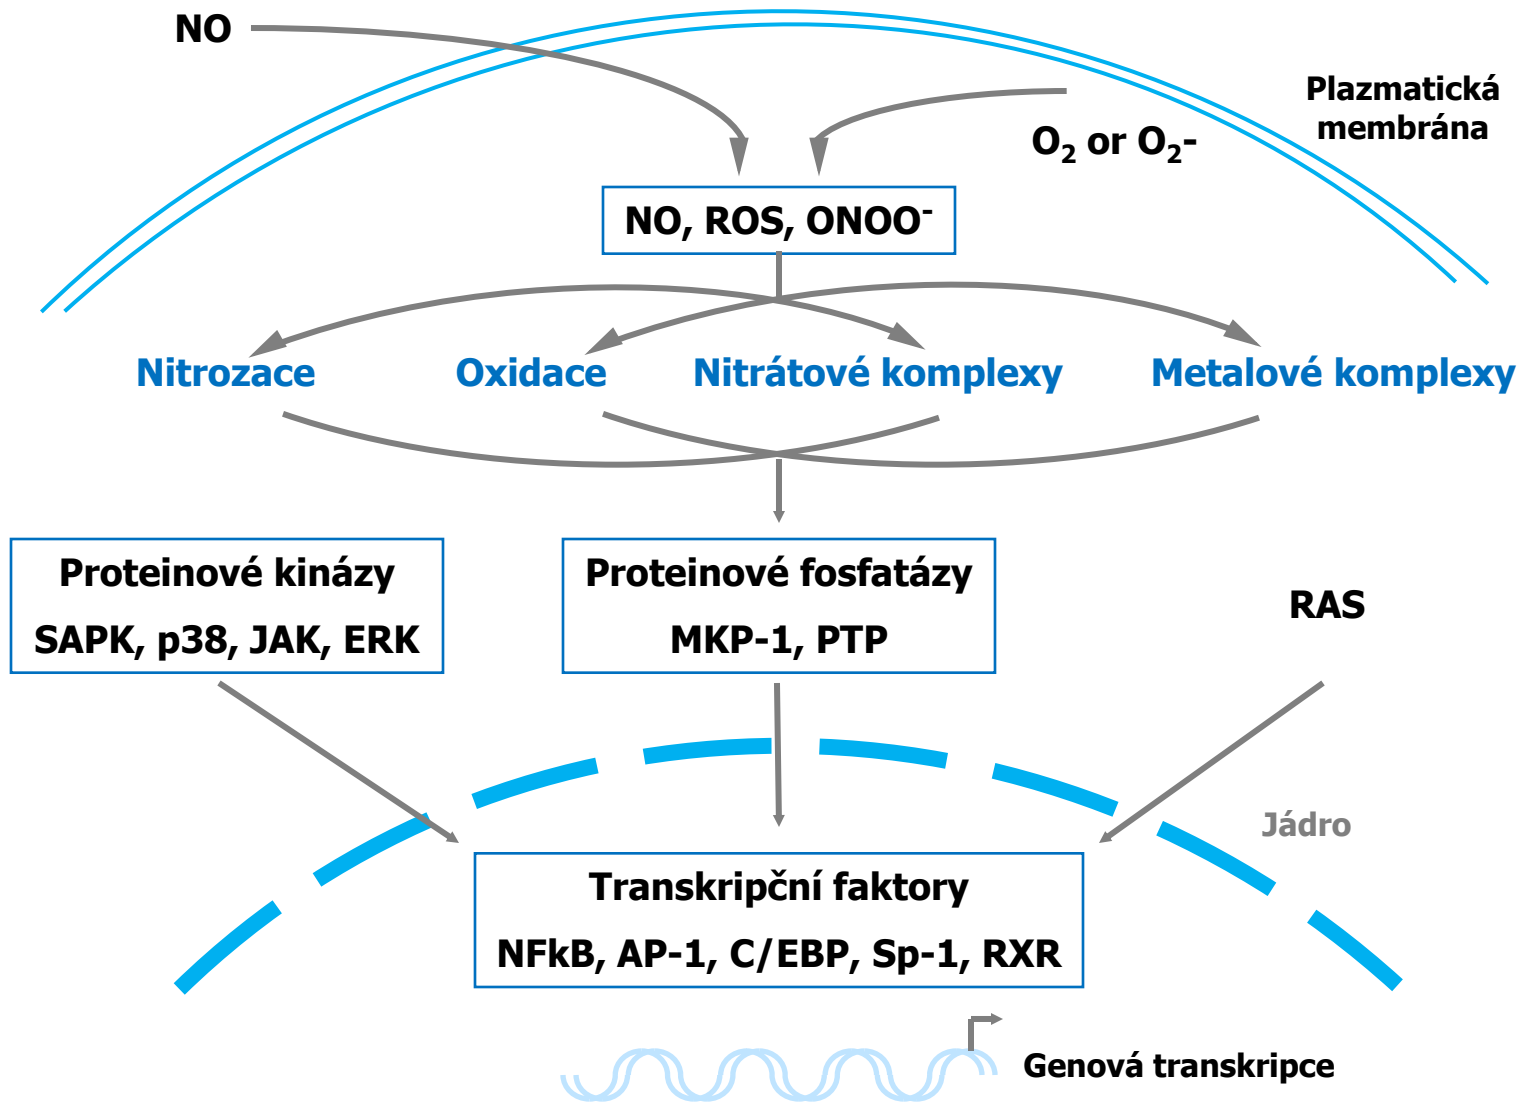 NO
Plazmatická
membrána
O₂ or O₂-
NO, ROS, ONOO⁻
Nitrozace
Oxidace
Nitrátové komplexy
Metalové komplexy
Proteinové kinázy
SAPK, p38, JAK, ERK
Proteinové fosfatázy
MKP-1, PTP
RAS
Jádro
Transkripční faktory
NFkB, AP-1, C/EBP, Sp-1, RXR
Genová transkripce